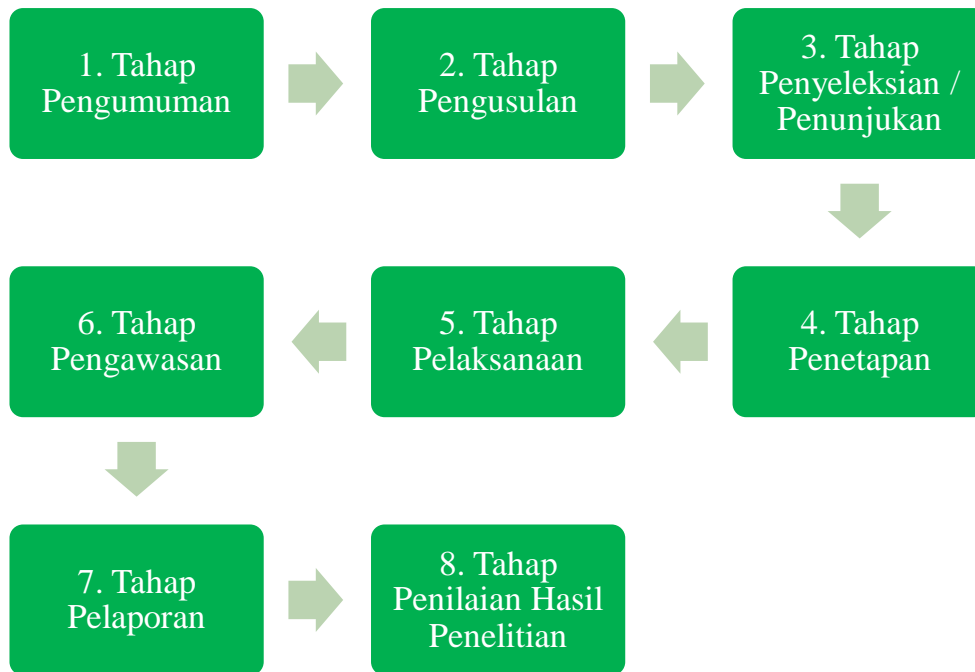 1. Tahap
Pengumuman
2. Tahap
Pengusulan
3. Tahap
Penyeleksian /
Penunjukan
4. Tahap
Penetapan
5. Tahap
Pelaksanaan
6. Tahap
Pengawasan
7. Tahap
Pelaporan
8. Tahap
Penilaian Hasil
Penelitian